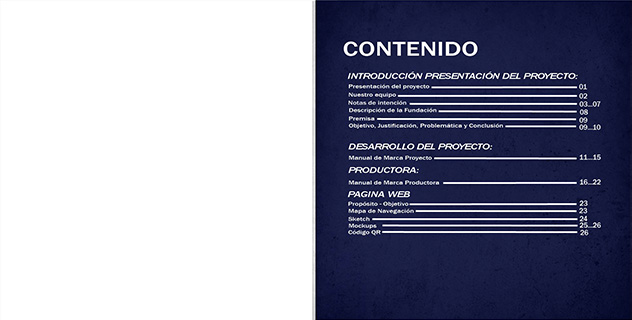 CONTENIDO
INTRODUCCIÓN PRESENTACIÓN DEL PROYECTO:
Presentación del proyecto 01
Nuestro equipo 02
Notas de Intención 03...07
Descripción de la Fundación 08
Premisa 09
Objetivo, Justificación, Problemática y Conclusión 09...10
DESARROLLO DEL PROYECTO:
Manual de Marca Proyecto 11...15
PRODUCTORA:
Manual de Marca Productora 16...22
PAGINA WEB
Propósito - Objetivo 23
Mapa de Navegación 23
Sketch 24
Mockups 25...26
Código QR 26